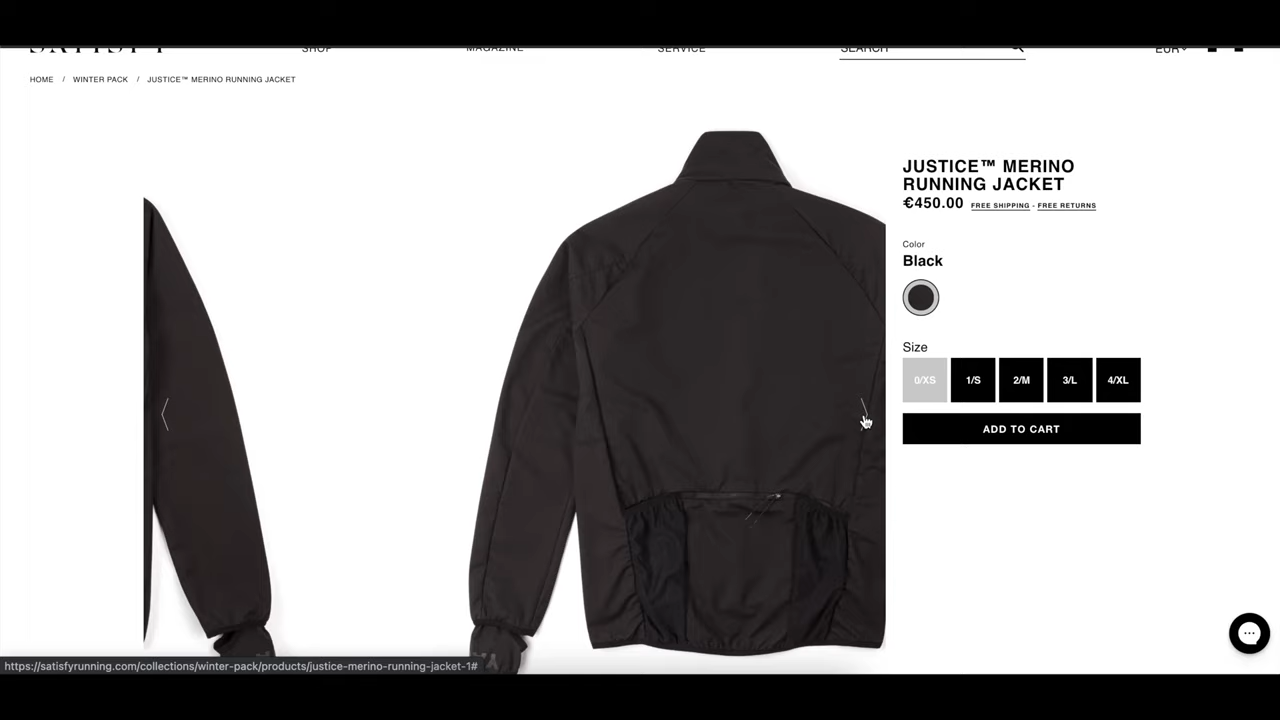 SATISFY
SHOP
MAGAZINE
SERVICE
SEARCH
EUR
HOME / WINTER PACK / JUSTICE™ MERINO RUNNING JACKET
JUSTICE™ MERINO
RUNNING JACKET
€450.00 FREE SHIPPING - FREE RETURNS
Color
Black
Size
0/XS 1/S 2/M 3/L 4/XL
ADD TO CART
https://satisfyrunning.com/collections/winter-pack/products/justice-merino-running-jacket-1#